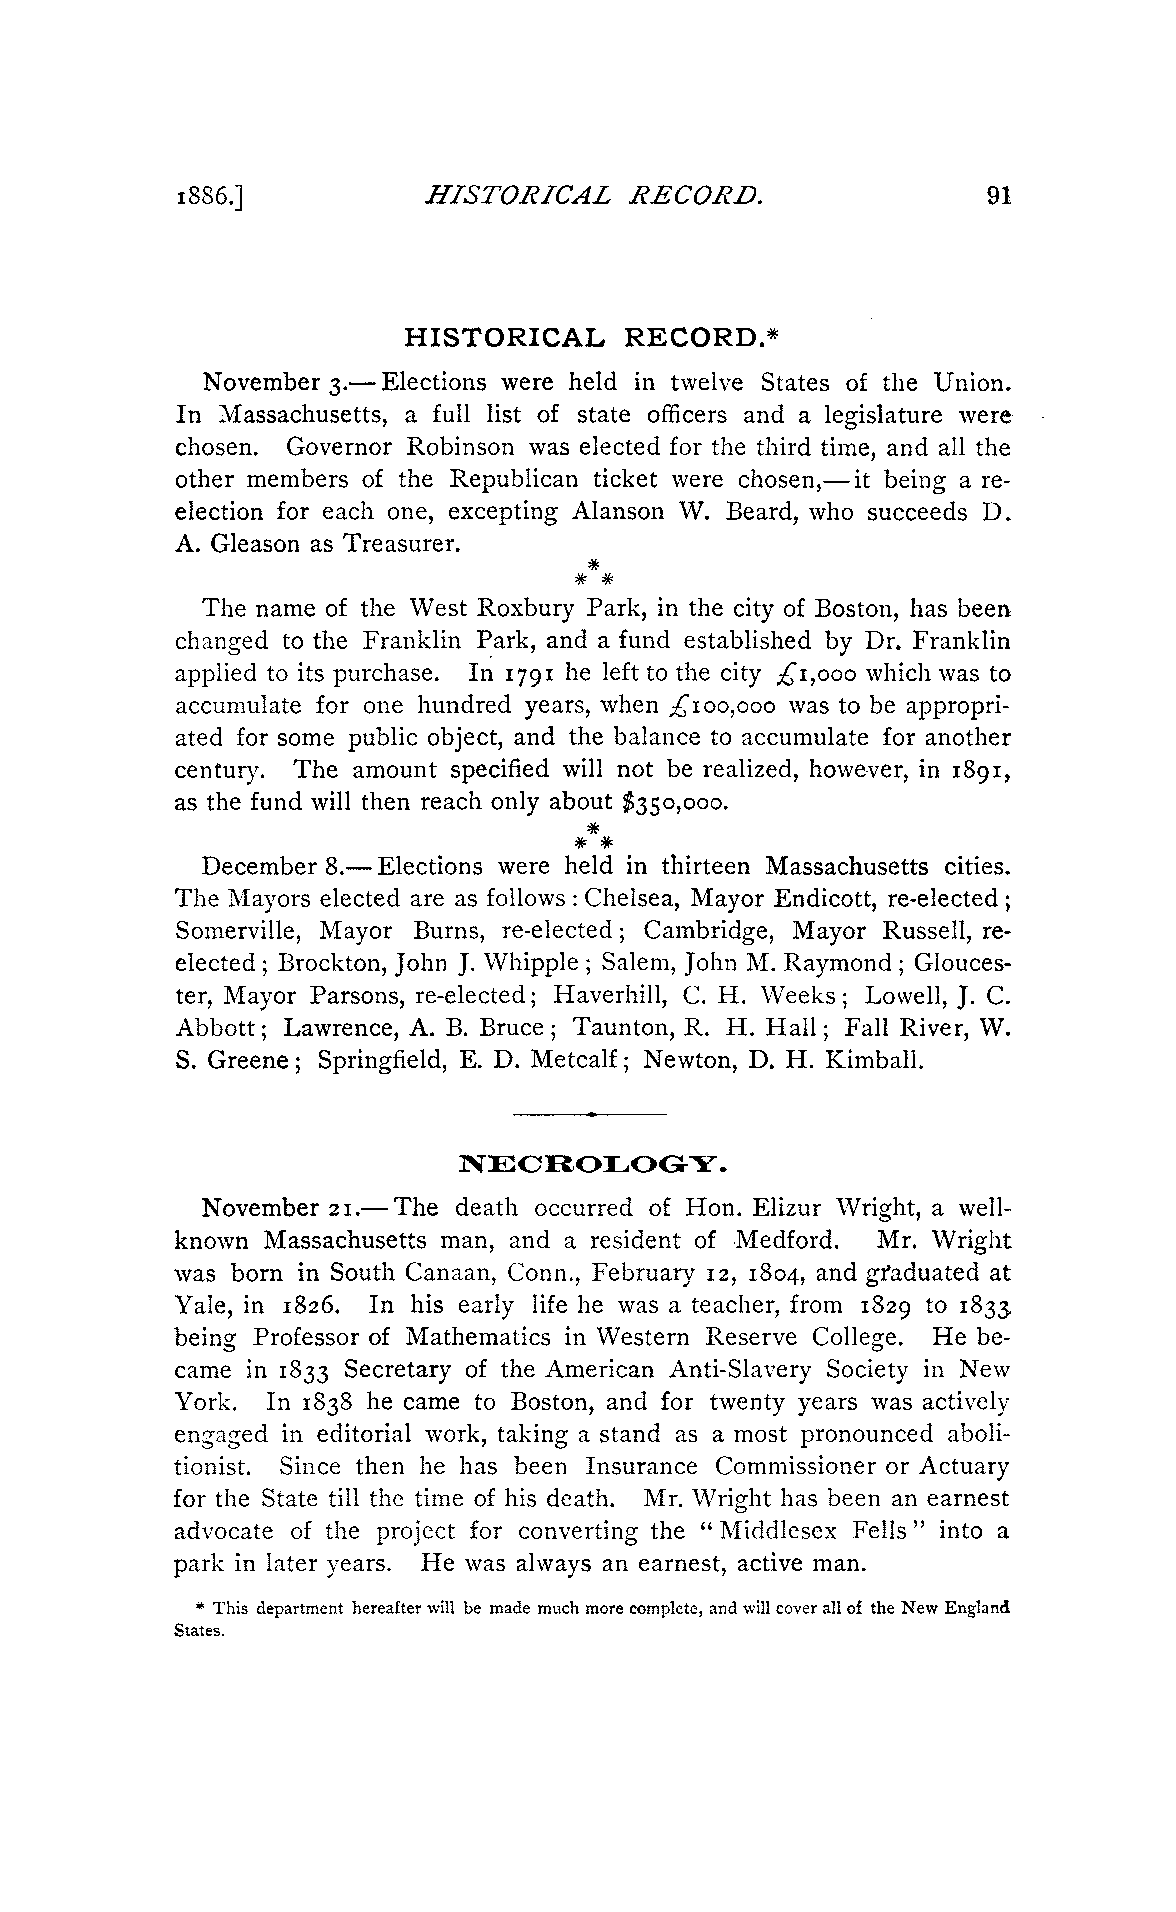 1886.] HISTORICAL RECORD. 91
HISTORICAL RECORD.*
November 3.— Elections were held in twelve States of the Union.
In Massachusetts, a full list of state officers and a legislature were
chosen. Governor Robinson was elected for the third time, and all the
other members of the Republican ticket were chosen,—it being a re-
election for each one, excepting Alanson W. Beard, who succeeds D.
A. Gleason as Treasurer.
*
* *
The name of the West Roxbury Park, in the city of Boston, has been
changed to the Franklin Park, and a fund established by Dr. Franklin
applied to its purchase. In 1791 he left to the city £1,000 which was to
accumulate for one hundred years, when £100,000 was to be appropri-
ated for some public object, and the balance to accumulate for another
century. The amount specified will not be realized, however, in 1891,
as the fund will then reach only about $350,000.
*
* *
December 8.— Elections were held in thirteen Massachusetts cities.
The Mayors elected are as follows : Chelsea, Mayor Endicott, re-elected ;
Somerville, Mayor Burns, re-elected ; Cambridge, Mayor Russell, re-
elected ; Brockton, John J. Whipple ; Salem, John M. Raymond ; Glouces-
ter, Mayor Parsons, re-elected ; Haverhill, C. H. Weeks ; Lowell, J. C.
Abbott ; Lawrence, A. B. Bruce ; Taunton, R. H. Hall ; Fall River, W.
S. Greene ; Springfield, E. D. Metcalf ; Newton, D. H. Kimball.
NECROLOGY.
November 21.— The death occurred of Hon. Elizur Wright, a well-
known Massachusetts man, and a resident of Medford. Mr. Wright
was born in South Canaan, Conn., February 12, 1804, and graduated at
Yale, in 1826. In his early life he was a teacher, from 1829 to 1833
being Professor of Mathematics in Western Reserve College. He be-
came in 1833 Secretary of the American Anti-Slavery Society in New
York. In 1838 he came to Boston, and for twenty years was actively
engaged in editorial work, taking a stand as a most pronounced aboli-
tionist. Since then he has been Insurance Commissioner or Actuary
for the State till the time of his death. Mr. Wright has been an earnest
advocate of the project for converting the “ Middlesex Fells ” into a
park in later years. He was always an earnest, active man.
* This department hereafter will be made much more complete, and will cover all of the New England
States.